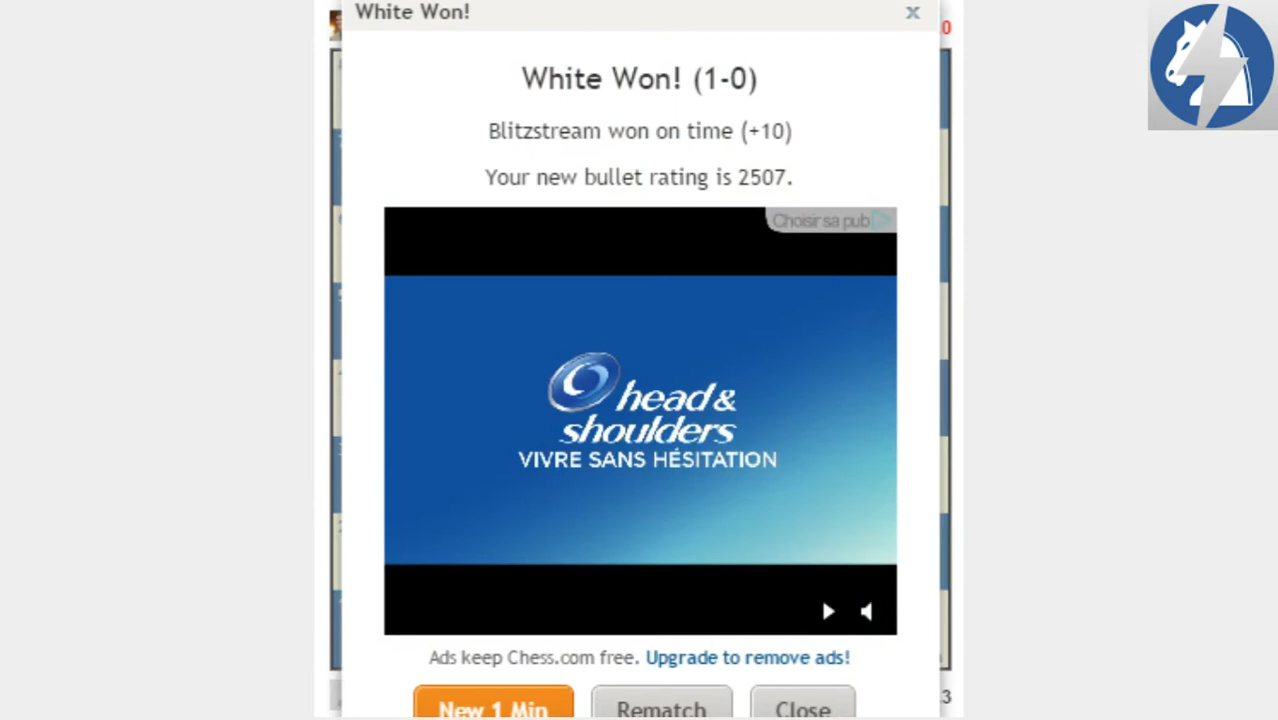 White Won! x
.0
White Won! (1-0)
Blitzstream won on time (+10)
Your new bullet rating is 2507.
Choisir sa pub
head &
shoulders
VIVRE SANS HÉSITATION
Ads keep Chess.com free. Upgrade to remove ads!
3
New 1 Min Rematch Close